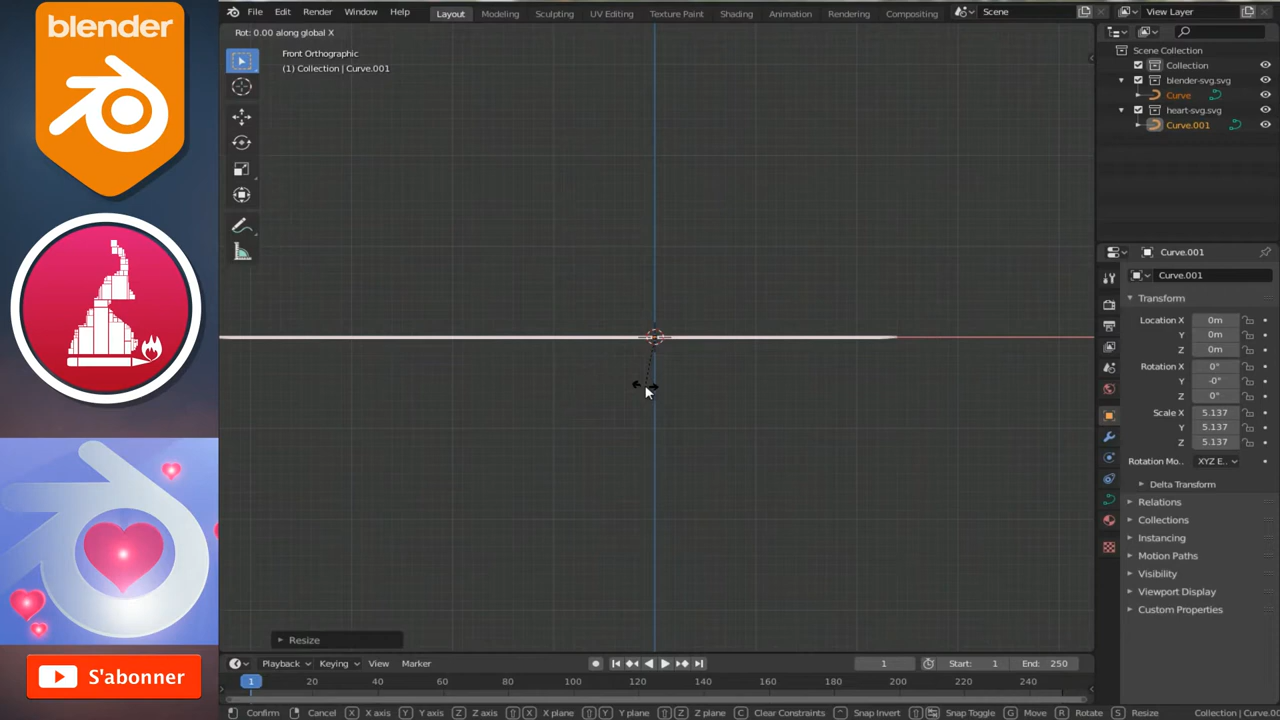 blender
S'abonner
File Edit Render Window Help
Layout Modeling Sculpting UV Editing Texture Paint Shading Animation Rendering Compositing
Scene
View Layer
Rot: 0.00 along global X
Front Orthographic
(1) Collection | Curve.001
Scene Collection
Collection
blender-svg.svg
Curve
heart-svg.svg
Curve.001
Curve.001
Curve.001
Transform
Location X 0m
Y 0m
Z 0m
Rotation X 0°
Y -0°
Z 0°
Scale X 5.137
Y 5.137
Z 5.137
Rotation Mo.. XYZ E..
Delta Transform
Relations
Collections
Instancing
Motion Paths
Visibility
Viewport Display
Custom Properties
Resize
Playback Keying View Marker
1 Start: 1 End: 250
1 20 40 60 80 100 120 140 160 180 200 220 240
Confirm Cancel X X axis Y Y axis Z Z axis X X plane Y Y plane Z Z plane C Clear Constraints Snap Invert Snap Toggle G Move R Rotate S Resize Collection | Curve.00